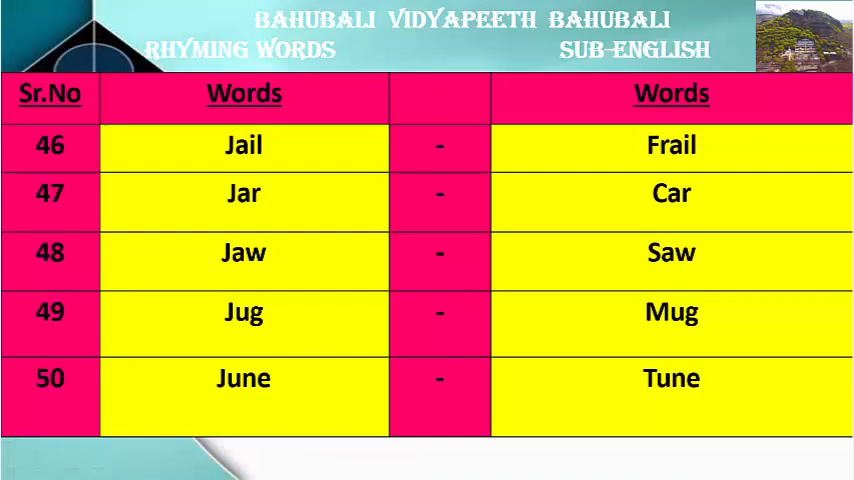 BAHUBALI VIDYAPEETH BAHUBALI
RHYMING WORDS SUB-ENGLISH
Sr.No Words Words
46 Jail - Frail
47 Jar - Car
48 Jaw - Saw
49 Jug - Mug
50 June - Tune